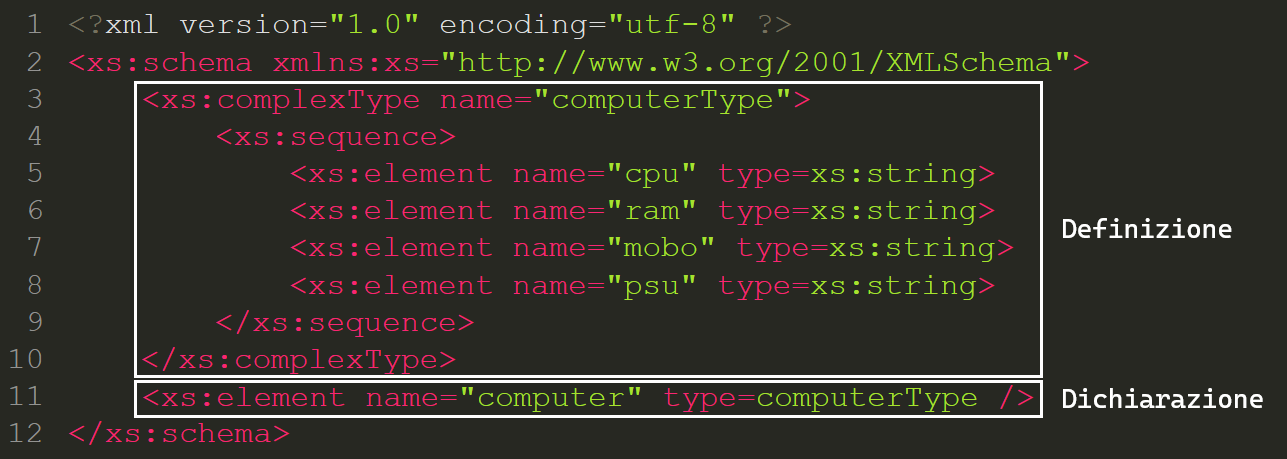 1 <?xml version="1.0" encoding="utf-8" ?>
2 <xs:schema xmlns:xs="http://www.w3.org/2001/XMLSchema">
3 <xs:complexType name="computerType">
4 <xs:sequence>
5 <xs:element name="cpu" type=xs:string>
6 <xs:element name="ram" type=xs:string>
7 <xs:element name="mobo" type=xs:string>
8 <xs:element name="psu" type=xs:string>
9 </xs:sequence>
10 </xs:complexType>
Definizione
11 <xs:element name="computer" type=computerType />
Dichiarazione
12 </xs:schema>